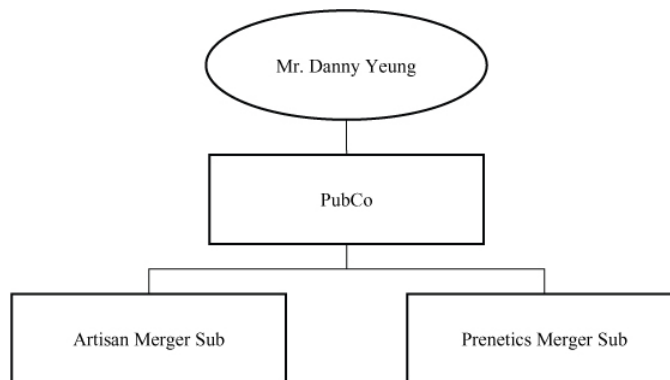 Mr. Danny Yeung
PubCo
Artisan Merger Sub
Prenetics Merger Sub